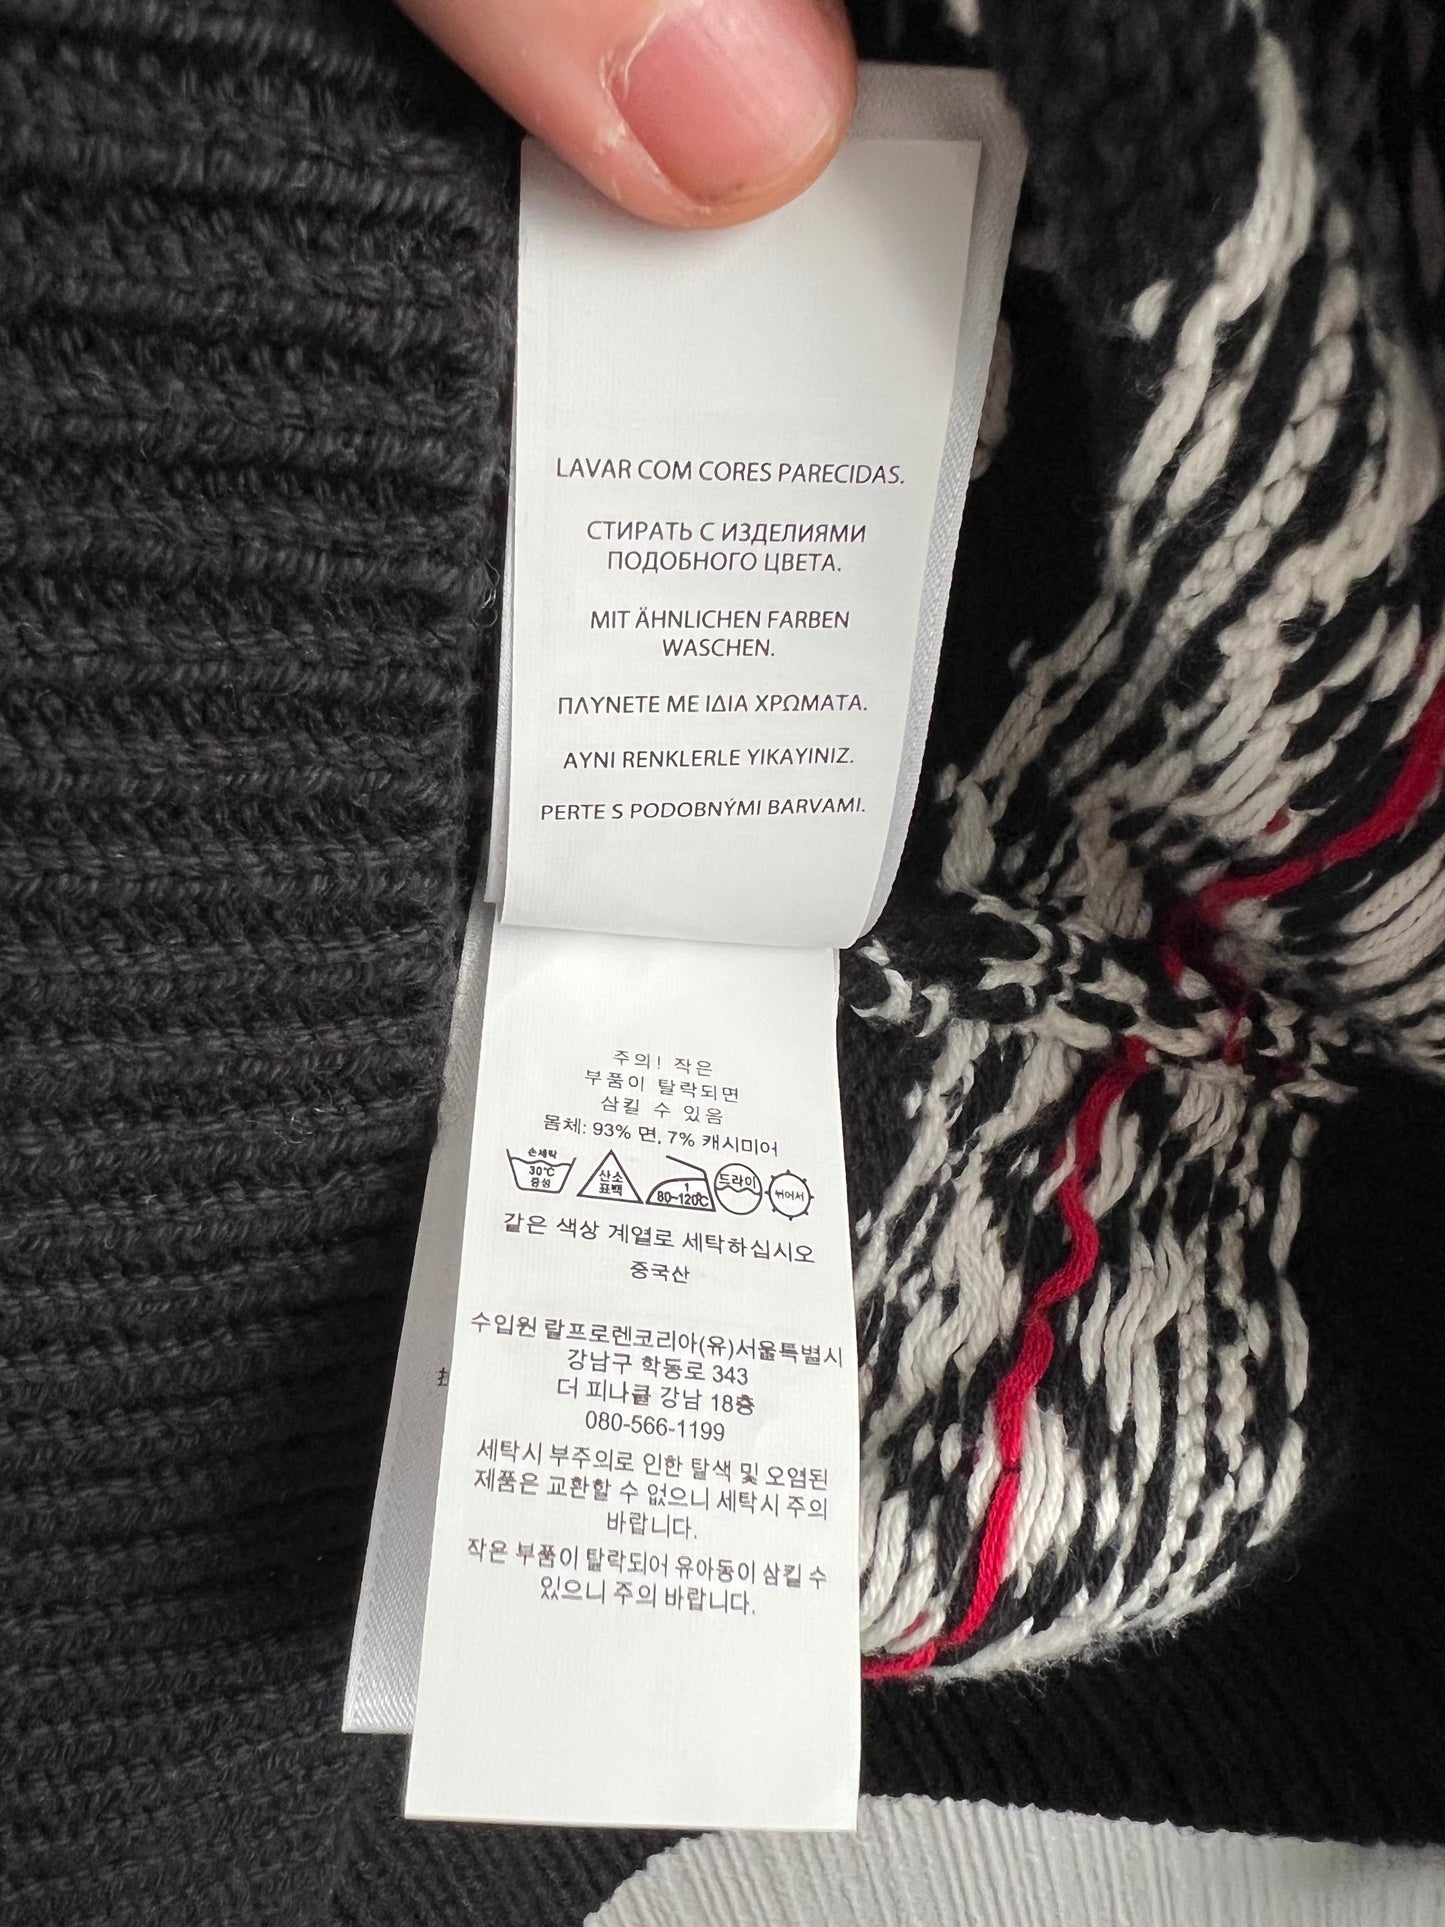 LAVAR COM CORES PARECIDAS.
СТИРАТЬ С ИЗДЕЛИЯМИ
ПОДОБНОГО ЦВЕТА.
MIT ÄHNLICHEN FARBEN
WASCHEN.
ΠΛΥΝΕΤΕ ΜΕ ΙΔΙΑ ΧΡΩΜΑΤΑ.
AYNI RENKLERLE YIKAYINIZ.
PERTE S PODOBNÝMI BARVAMI.
주의! 작은
부품이 탈락되면
삼킬 수 있음
몸체: 93% 면, 7% 캐시미어
손세탁
30℃
중성
산소
표백
1
80~120℃
드라이
뉘어서
같은 색상 계열로 세탁하십시오
중국산
수입원 랄프로렌코리아(유)서울특별시
강남구 학동로 343
더 피나클 강남 18층
080-566-1199
세탁시 부주의로 인한 탈색 및 오염된
제품은 교환할 수 없으니 세탁시 주의
바랍니다.
작은 부품이 탈락되어 유아동이 삼킬 수
있으니 주의 바랍니다.